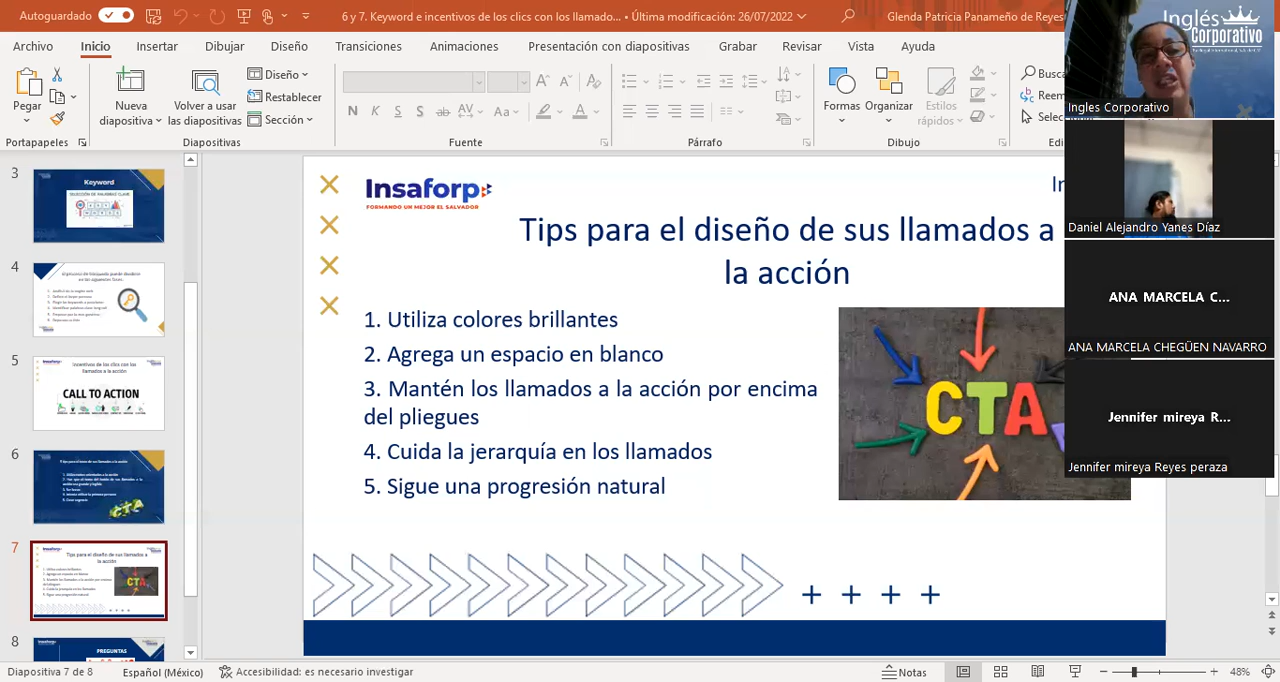 Autoguardado
6 y 7. Keyword e incentivos de los clics con los llamado... • Última modificación: 26/07/2022
Glenda Patricia Panameño de Reyes
Archivo Inicio Insertar Dibujar Diseño Transiciones Animaciones Presentación con diapositivas Grabar Revisar Vista Ayuda
Pegar
Nueva diapositiva
Volver a usar las diapositivas
Diseño
Restablecer
Sección
N K S S ab AV Aa A
Formas
Organizar
Estilos rápidos
Busca
Reem
Selec
Portapapeles
Diapositivas
Fuente
Párrafo
Dibujo
Edi
3
Keyword
4
5
CALL TO ACTION
6
7
Tips para el diseño de sus llamados a
la acción
CTA
8
PREGUNTAS
Insaforp
FORMANDO UN MEJOR EL SALVADOR
In
Tips para el diseño de sus llamados a
la acción
1. Utiliza colores brillantes
2. Agrega un espacio en blanco
3. Mantén los llamados a la acción por encima
del pliegues
4. Cuida la jerarquía en los llamados
5. Sigue una progresión natural
CTA
Inglés
Corporativo
Ingles Corporativo
Daniel Alejandro Yanes Díaz
ANA MARCELA C...
ANA MARCELA CHEGÜEN NAVARRO
Jennifer mireya R...
Jennifer mireya Reyes peraza
Diapositiva 7 de 8
Español (México)
Accesibilidad: es necesario investigar
Notas
48%